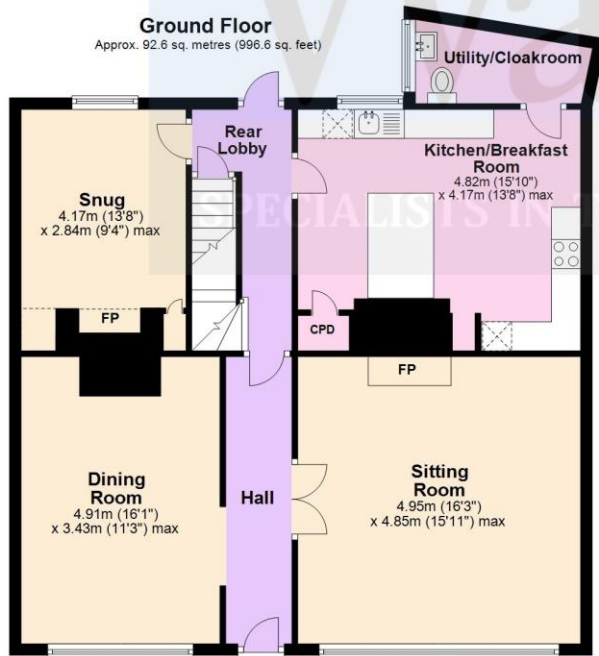 Ground Floor
Approx. 92.6 sq. metres (996.6 sq. feet)
Utility/Cloakroom
Rear
Lobby
Kitchen/Breakfast
Room
4.82m (15'10")
x 4.17m (13'8") max
Snug
4.17m (13'8")
x 2.84m (9'4") max
SPECIALISTS IN
FP
CPD
FP
Dining
Room
4.91m (16'1")
x 3.43m (11'3") max
Hall
Sitting
Room
4.95m (16'3")
x 4.85m (15'11") max